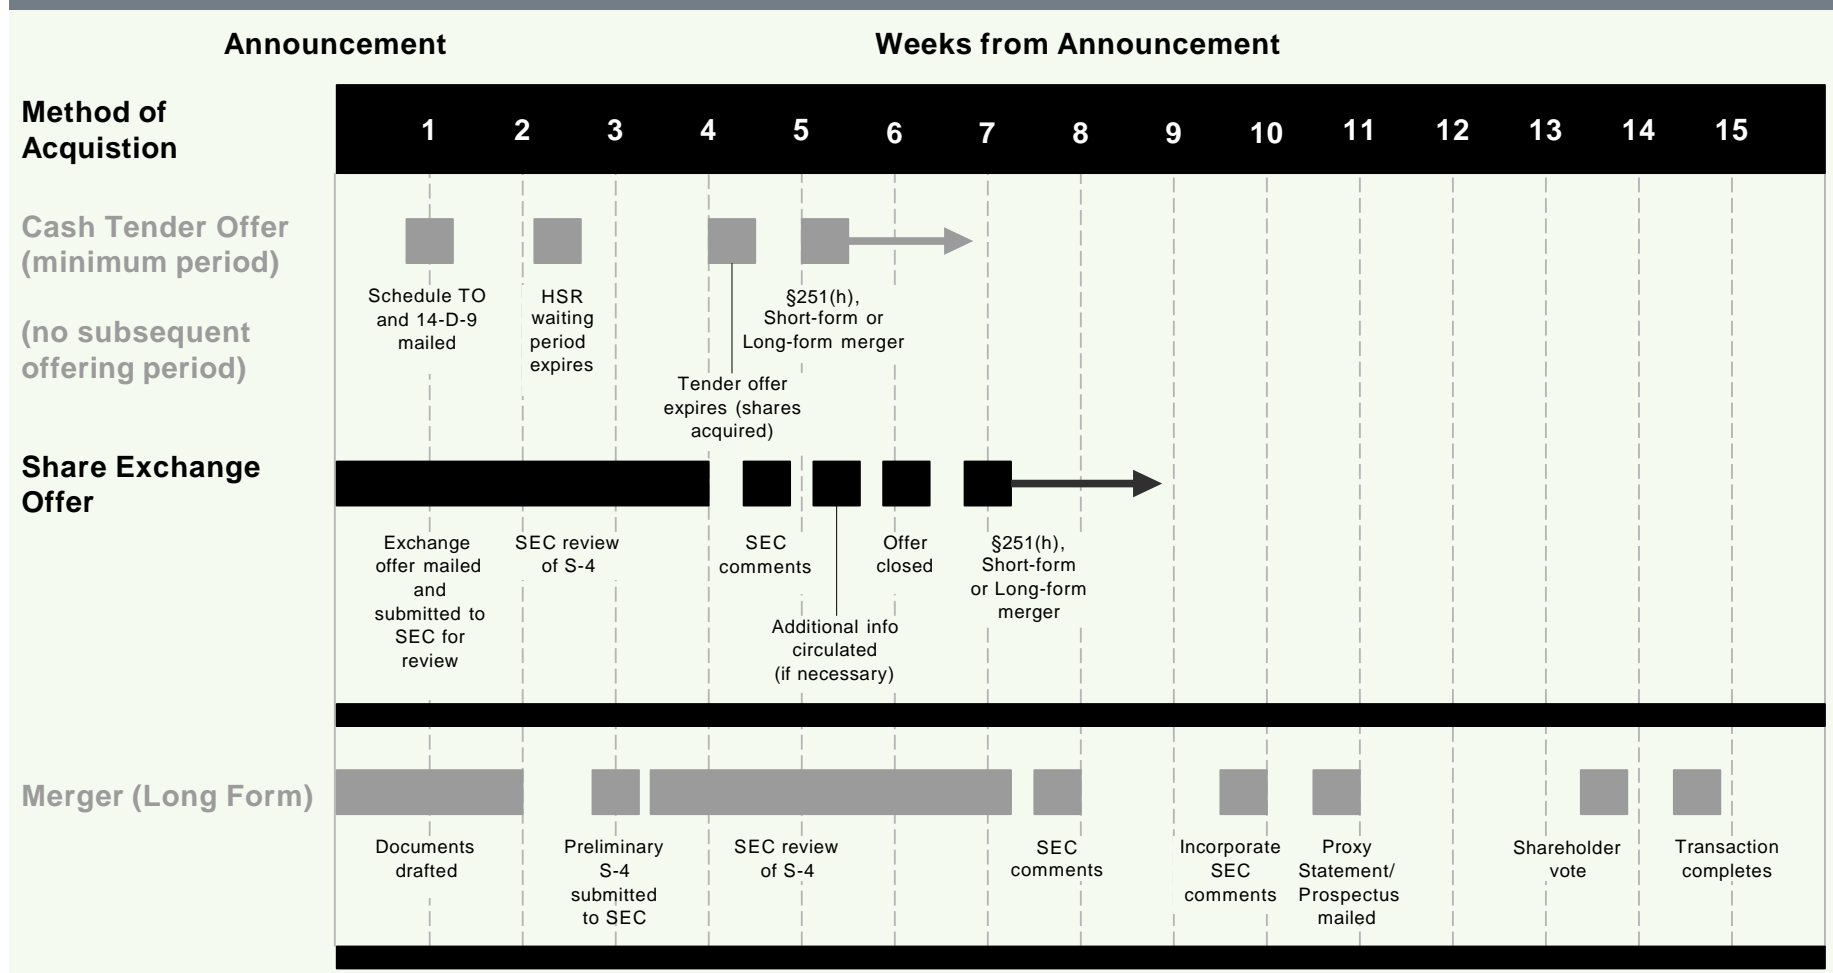 Announcement
Weeks from Announcement
Method of
Acquistion
1 2 3 4 5 6 7 8 9 10 11 12 13 14 15
Cash Tender Offer
(minimum period)
(no subsequent
offering period)
Schedule TO
and 14-D-9
mailed
HSR
waiting
period
expires
Tender offer
expires (shares
acquired)
§251(h),
Short-form or
Long-form merger
Share Exchange
Offer
Exchange
offer mailed
and
submitted to
SEC for
review
SEC review
of S-4
SEC
comments
Additional info
circulated
(if necessary)
Offer
closed
§251(h),
Short-form
or Long-form
merger
Merger (Long Form)
Documents
drafted
Preliminary
S-4
submitted
to SEC
SEC review
of S-4
SEC
comments
Incorporate
SEC
comments
Proxy
Statement/
Prospectus
mailed
Shareholder
vote
Transaction
completes